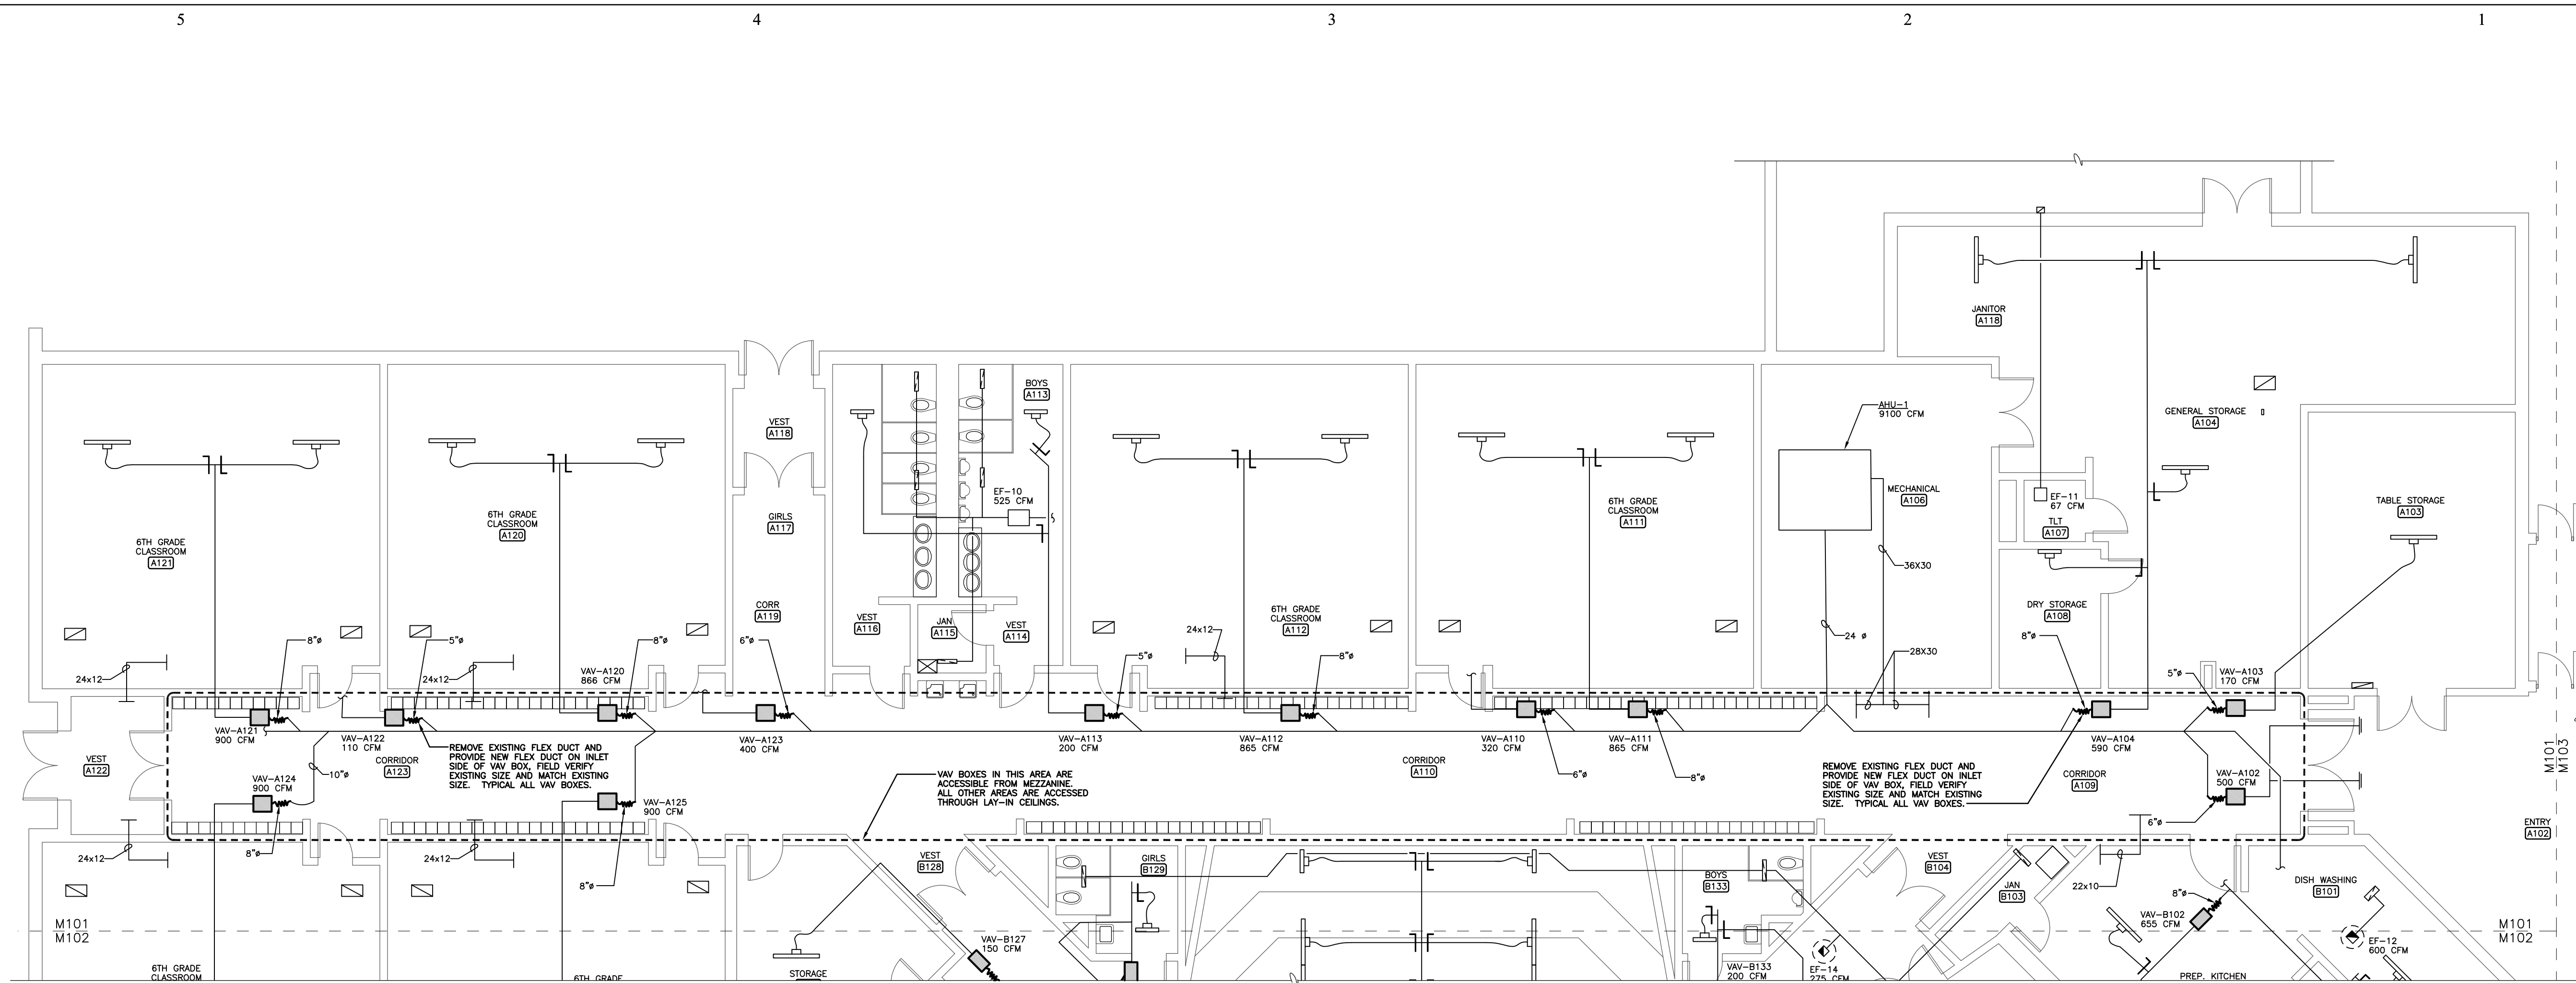 5 4 3 2 1
JANITOR
A118
BOYS
A113
AHU-1
9100 CFM
VEST
A118
GENERAL STORAGE
A104
6TH GRADE
CLASSROOM
A121
6TH GRADE
CLASSROOM
A120
GIRLS
A117
EF-10
525 CFM
6TH GRADE
CLASSROOM
A111
MECHANICAL
A106
EF-11
67 CFM
TLT
A107
TABLE STORAGE
A103
36X30
CORR
A119
VEST
A116
JAN
A115
VEST
A114
6TH GRADE
CLASSROOM
A112
DRY STORAGE
A108
24 ø
28X30
8"ø
5"ø
8"ø
6"ø
5"ø
24x12
8"ø
8"ø
5"ø
24x12
24x12
VAV-A120
866 CFM
VAV-A103
170 CFM
VAV-A121
900 CFM
VAV-A122
110 CFM
VAV-A123
400 CFM
VAV-A113
200 CFM
VAV-A112
865 CFM
VAV-A110
320 CFM
VAV-A111
865 CFM
VAV-A104
590 CFM
VEST
A122
CORRIDOR
A123
REMOVE EXISTING FLEX DUCT AND
PROVIDE NEW FLEX DUCT ON INLET
SIDE OF VAV BOX, FIELD VERIFY
EXISTING SIZE AND MATCH EXISTING
SIZE. TYPICAL ALL VAV BOXES.
10"ø
VAV-A124
900 CFM
VAV-A125
900 CFM
VAV BOXES IN THIS AREA ARE
ACCESSIBLE FROM MEZZANINE.
ALL OTHER AREAS ARE ACCESSED
THROUGH LAY-IN CEILINGS.
CORRIDOR
A110
6"ø
8"ø
REMOVE EXISTING FLEX DUCT AND
PROVIDE NEW FLEX DUCT ON INLET
SIDE OF VAV BOX, FIELD VERIFY
EXISTING SIZE AND MATCH EXISTING
SIZE. TYPICAL ALL VAV BOXES.
CORRIDOR
A109
VAV-A102
500 CFM
6"ø
M101
M103
ENTRY
A102
24x12
8"ø
24x12
8"ø
VEST
B128
GIRLS
B129
BOYS
B133
VEST
B104
JAN
B103
22x10
8"ø
VAV-B102
655 CFM
DISH WASHING
B101
M101
M102
VAV-B127
150 CFM
EF-12
600 CFM
M101
M102
6TH GRADE
CLASSROOM
6TH GRADE
STORAGE
VAV-B133
200 CFM
EF-14
275 CFM
PREP. KITCHEN